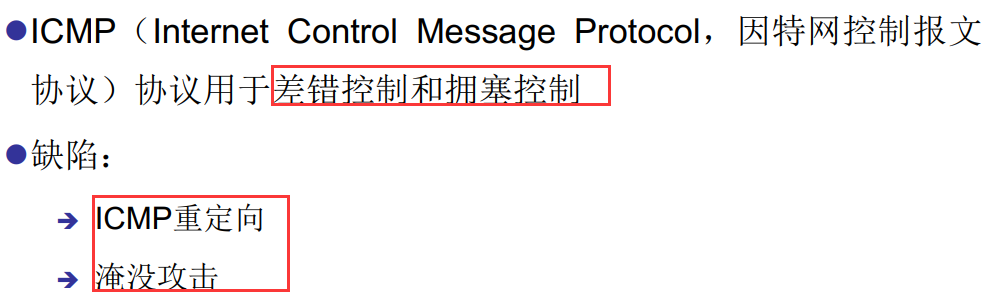 ●ICMP（Internet Control Message Protocol，因特网控制报文
协议）协议用于差错控制和拥塞控制
●缺陷：
➔ ICMP重定向
➔ 淹没攻击